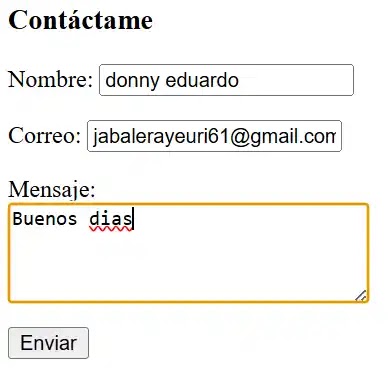 Contáctame
Nombre: donny eduardo
Correo: jabalerayeuri61@gmail.com
Mensaje:
Buenos dias
Enviar